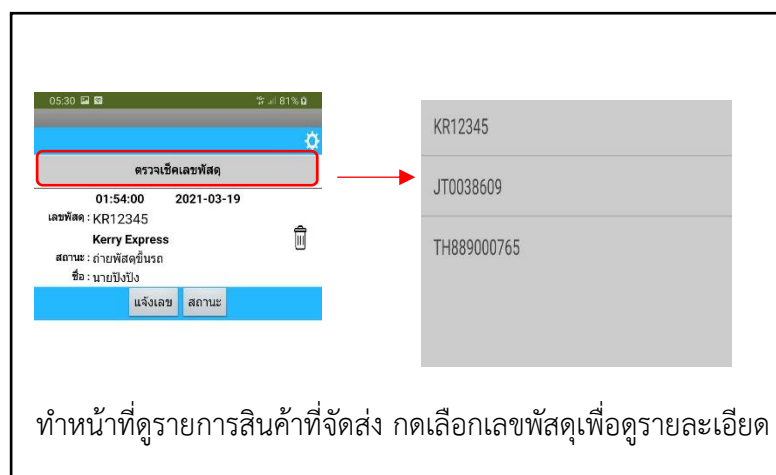 05:30 81%
ตรวจเช็คเลขพัสดุ
01:54:00 2021-03-19
เลขพัสดุ : KR12345
Kerry Express
สถานะ : ถ่ายพัสดุขึ้นรถ
ชื่อ : นายปังปัง
แจ้งเลข สถานะ
KR12345
JT0038609
TH889000765
ทำหน้าที่ดูรายการสินค้าที่จัดส่ง กดเลือกเลขพัสดุเพื่อดูรายละเอียด